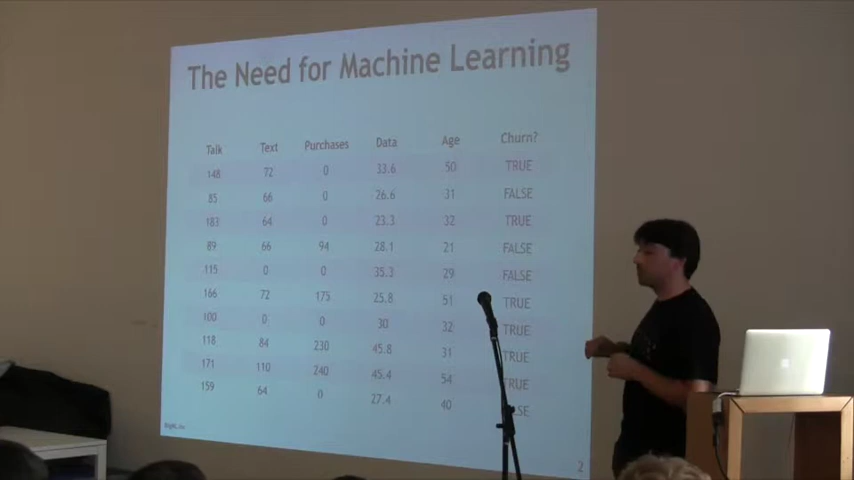 The Need for Machine Learning
Talk Text Purchases Data Age Churn?
148 72 0 33.6 50 TRUE
85 66 0 26.6 31 FALSE
183 64 0 23.3 32 TRUE
89 66 94 28.1 21 FALSE
115 0 0 35.3 29 FALSE
166 72 175 25.8 51 TRUE
100 0 0 30 32 TRUE
118 84 230 45.8 31 TRUE
171 110 240 45.4 54 TRUE
159 64 0 27.4 40 LSE
2